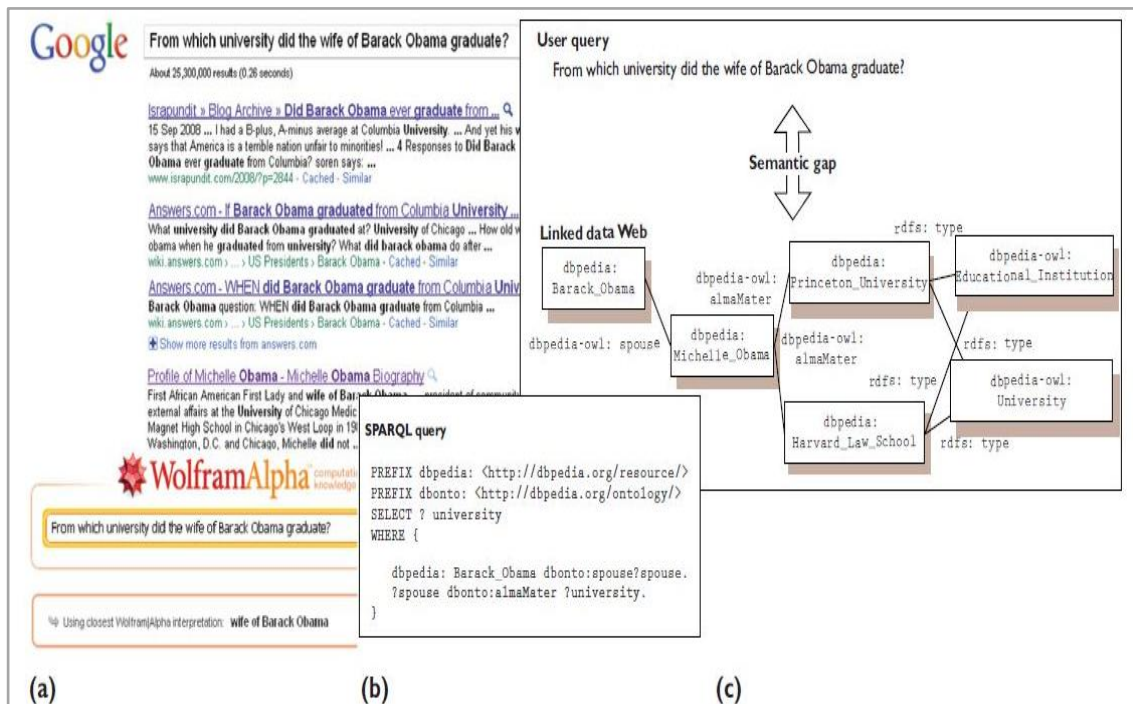 Google
From which university did the wife of Barack Obama graduate?
About 25,300,000 results (0.26 seconds)
Israpundit » Blog Archive » Did Barack Obama ever graduate from ...
15 Sep 2008 ... I had a B-plus, A-minus average at Columbia University. ... And yet his
says that America is a terrible nation unfair to minorities! ... 4 Responses to Did Barack
Obama ever graduate from Columbia? soren says: ...
www.israpundit.com/2008/?p=2844 - Cached - Similar
Answers.com - If Barack Obama graduated from Columbia University ...
What university did Barack Obama graduated at? University of Chicago ... How old
obama when he graduated from university? What did barack obama do after ...
wiki.answers.com › ... › US Presidents › Barack Obama - Cached - Similar
Answers.com - WHEN did Barack Obama graduate from Columbia
Barack Obama question: WHEN did Barack Obama graduate from Columbia ...
wiki.answers.com › ... › US Presidents › Barack Obama - Cached - Similar
Show more results from answers.com
Profile of Michelle Obama - Michelle Obama Biography
First African American First Lady and wife of Barack Obama ... president of
external affairs at the University of Chicago
Magnet High School in Chicago's West Loop in
Washington, D.C. and Chicago, Michelle did not ...
WolframAlpha
knowledge
From which university did the wife of Barack Obama graduate?
Using closest Wolfram|Alpha interpretation: wife of Barack Obama
(a)
SPARQL query
PREFIX dbpedia: <http://dbpedia.org/resource/>
PREFIX dbonto: <http://dbpedia.org/ontology/>
SELECT ? university
WHERE {
dbpedia: Barack_Obama dbonto:spouse?spouse.
?spouse dbonto:almaMater ?university.
}
(b)
User query
From which university did the wife of Barack Obama graduate?
Semantic gap
Linked data Web
dbpedia:
Barack_Obama
dbpedia-owl: spouse
dbpedia:
Michelle_Obama
dbpedia-owl:
almaMater
dbpedia-owl:
almaMater
dbpedia:
Princeton_University
dbpedia:
Harvard_Law_School
rdfs: type
rdfs: type
rdfs: type
rdfs: type
dbpedia-owl:
Educational_Institution
dbpedia-owl:
University
(c)